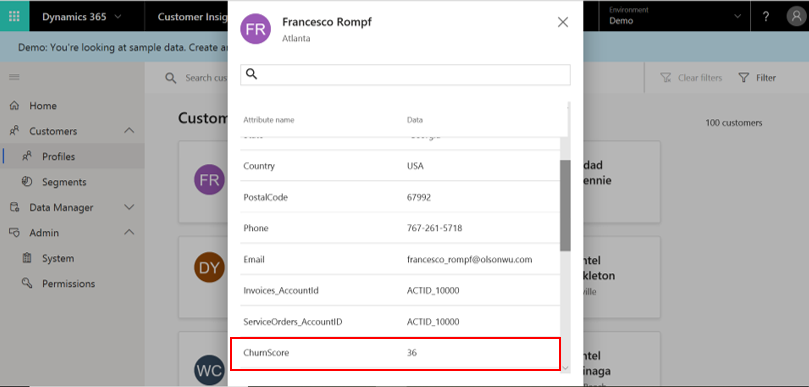 Dynamics 365
Customer Insig
Environment
Demo
?
Demo: You're looking at sample data. Create ar
Search cus
Clear filters
Filter
Home
Customers
Profiles
Segments
Data Manager
Admin
System
Permissions
Custom
100 customers
FR
DY
WC
dad
ennie
ntel
kleton
ville
ntel
inaga
FR
Francesco Rompf
Atlanta
Attribute name Data
Country USA
PostalCode 67992
Phone 767-261-5718
Email francesco_rompf@olsonwu.com
Invoices_AccountId ACTID_10000
ServiceOrders_AccountID ACTID_10000
ChurnScore 36